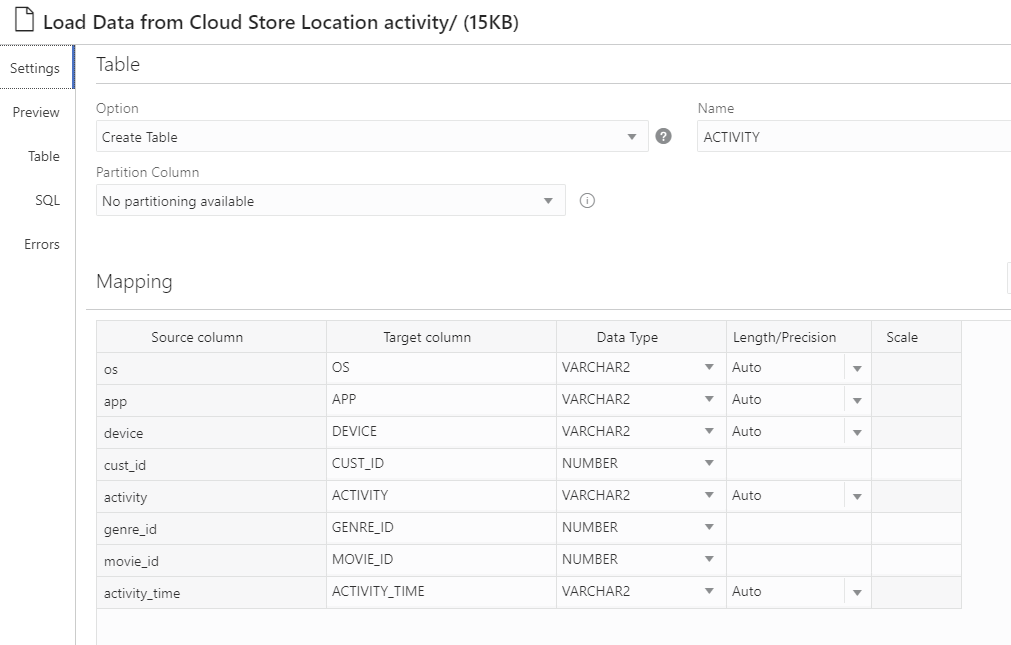 Load Data from Cloud Store Location activity/ (15KB)
Settings
Preview
Table
SQL
Errors
Table
Option
Name
Create Table
?
ACTIVITY
Partition Column
No partitioning available
i
Mapping
Source column Target column Data Type Length/Precision Scale
os OS VARCHAR2 Auto
app APP VARCHAR2 Auto
device DEVICE VARCHAR2 Auto
cust_id CUST_ID NUMBER
activity ACTIVITY VARCHAR2 Auto
genre_id GENRE_ID NUMBER
movie_id MOVIE_ID NUMBER
activity_time ACTIVITY_TIME VARCHAR2 Auto